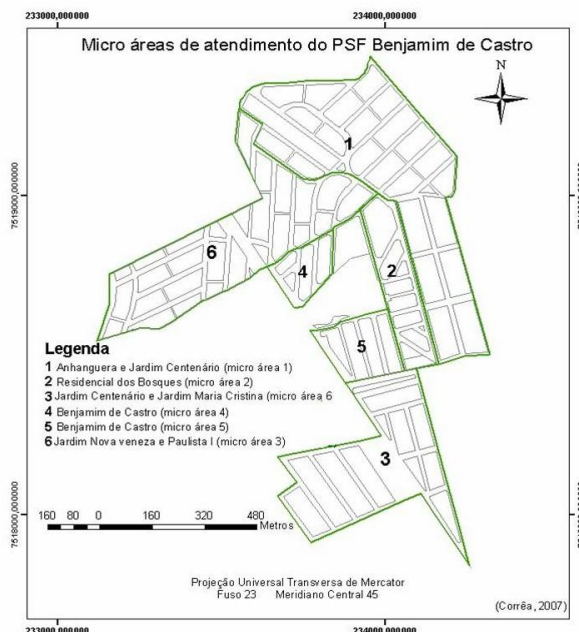 233000,000000
234000,000000
Micro áreas de atendimento do PSF Benjamim de Castro
N
1
7619000,000000
6
4
2
5
Legenda
1 Anhanguera e Jardim Centenário (micro área 1)
2 Residencial dos Bosques (micro área 2)
3 Jardim Centenário e Jardim Maria Cristina (micro área 6
4 Benjamim de Castro (micro área 4)
5 Benjamim de Castro (micro área 5)
6 Jardim Nova veneza e Paulista I (micro área 3)
3
160 80 0 160 320 480
Metros
7618000,000000
Projeção Universal Transversa de Mercator
Fuso 23 Meridiano Central 45
(Corrêa, 2007)
233000,000000
234000,000000